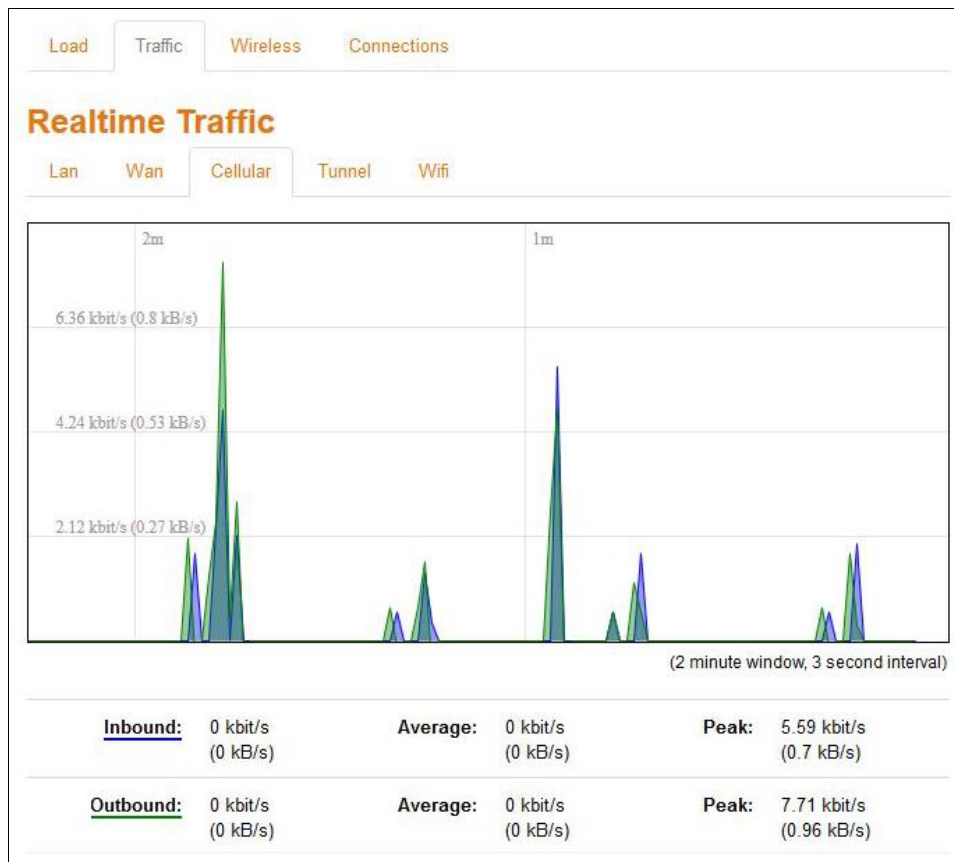 Load Traffic Wireless Connections
Realtime Traffic
Lan Wan Cellular Tunnel Wifi
2m 1m
6.36 kbit/s (0.8 kB/s)
4.24 kbit/s (0.53 kB/s)
2.12 kbit/s (0.27 kB/s)
(2 minute window, 3 second interval)
Inbound: 0 kbit/s Average: 0 kbit/s Peak: 5.59 kbit/s
(0 kB/s) (0 kB/s) (0.7 kB/s)
Outbound: 0 kbit/s Average: 0 kbit/s Peak: 7.71 kbit/s
(0 kB/s) (0 kB/s) (0.96 kB/s)